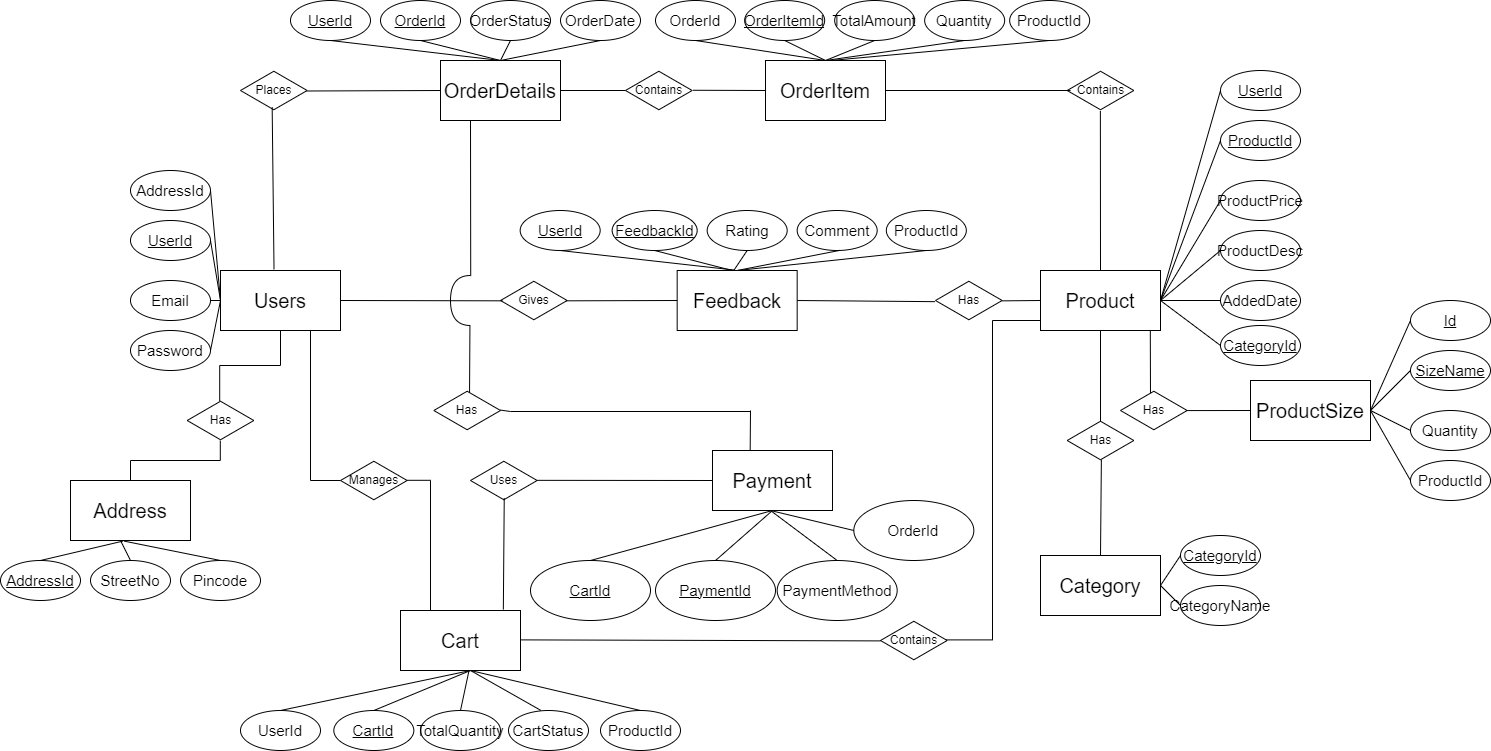 UserId
OrderId
OrderStatus
OrderDate
OrderId
OrderItemId
TotalAmount
Quantity
ProductId
Places
OrderDetails
Contains
OrderItem
Contains
UserId
ProductId
ProductPrice
ProductDesc
AddedDate
CategoryId
AddressId
UserId
Email
Password
UserId
FeedbackId
Rating
Comment
ProductId
Users
Gives
Feedback
Has
Product
Id
SizeName
Quantity
ProductId
Has
Has
Has
ProductSize
Has
Manages
Uses
Payment
Address
OrderId
AddressId
StreetNo
Pincode
CartId
PaymentId
PaymentMethod
Category
CategoryId
CategoryName
Cart
Contains
UserId
CartId
TotalQuantity
CartStatus
ProductId